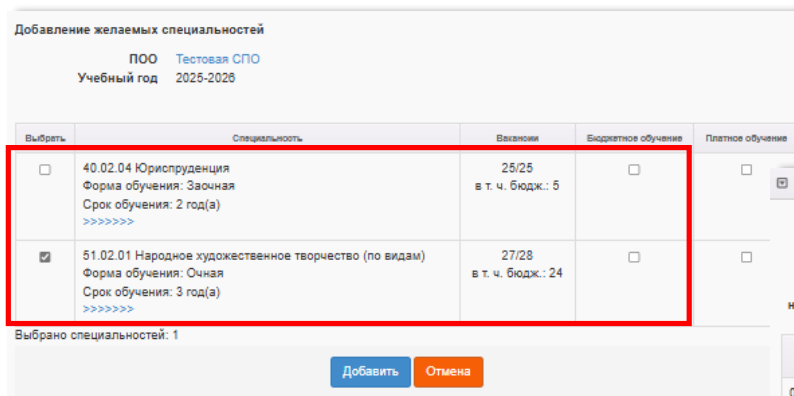 Добавление желаемых специальностей
ПОО Тестовая СПО
Учебный год 2025-2026
Выбрать Специальность Вакансии Бюджетное обучение Платное обучение
40.02.04 Юриспруденция 25/25
Форма обучения: Заочная в т. ч. бюдж.: 5
Срок обучения: 2 год(а)
>>>>>>>
51.02.01 Народное художественное творчество (по видам) 27/28
Форма обучения: Очная в т. ч. бюдж.: 24
Срок обучения: 3 год(а)
>>>>>>>
Выбрано специальностей: 1
Добавить Отмена